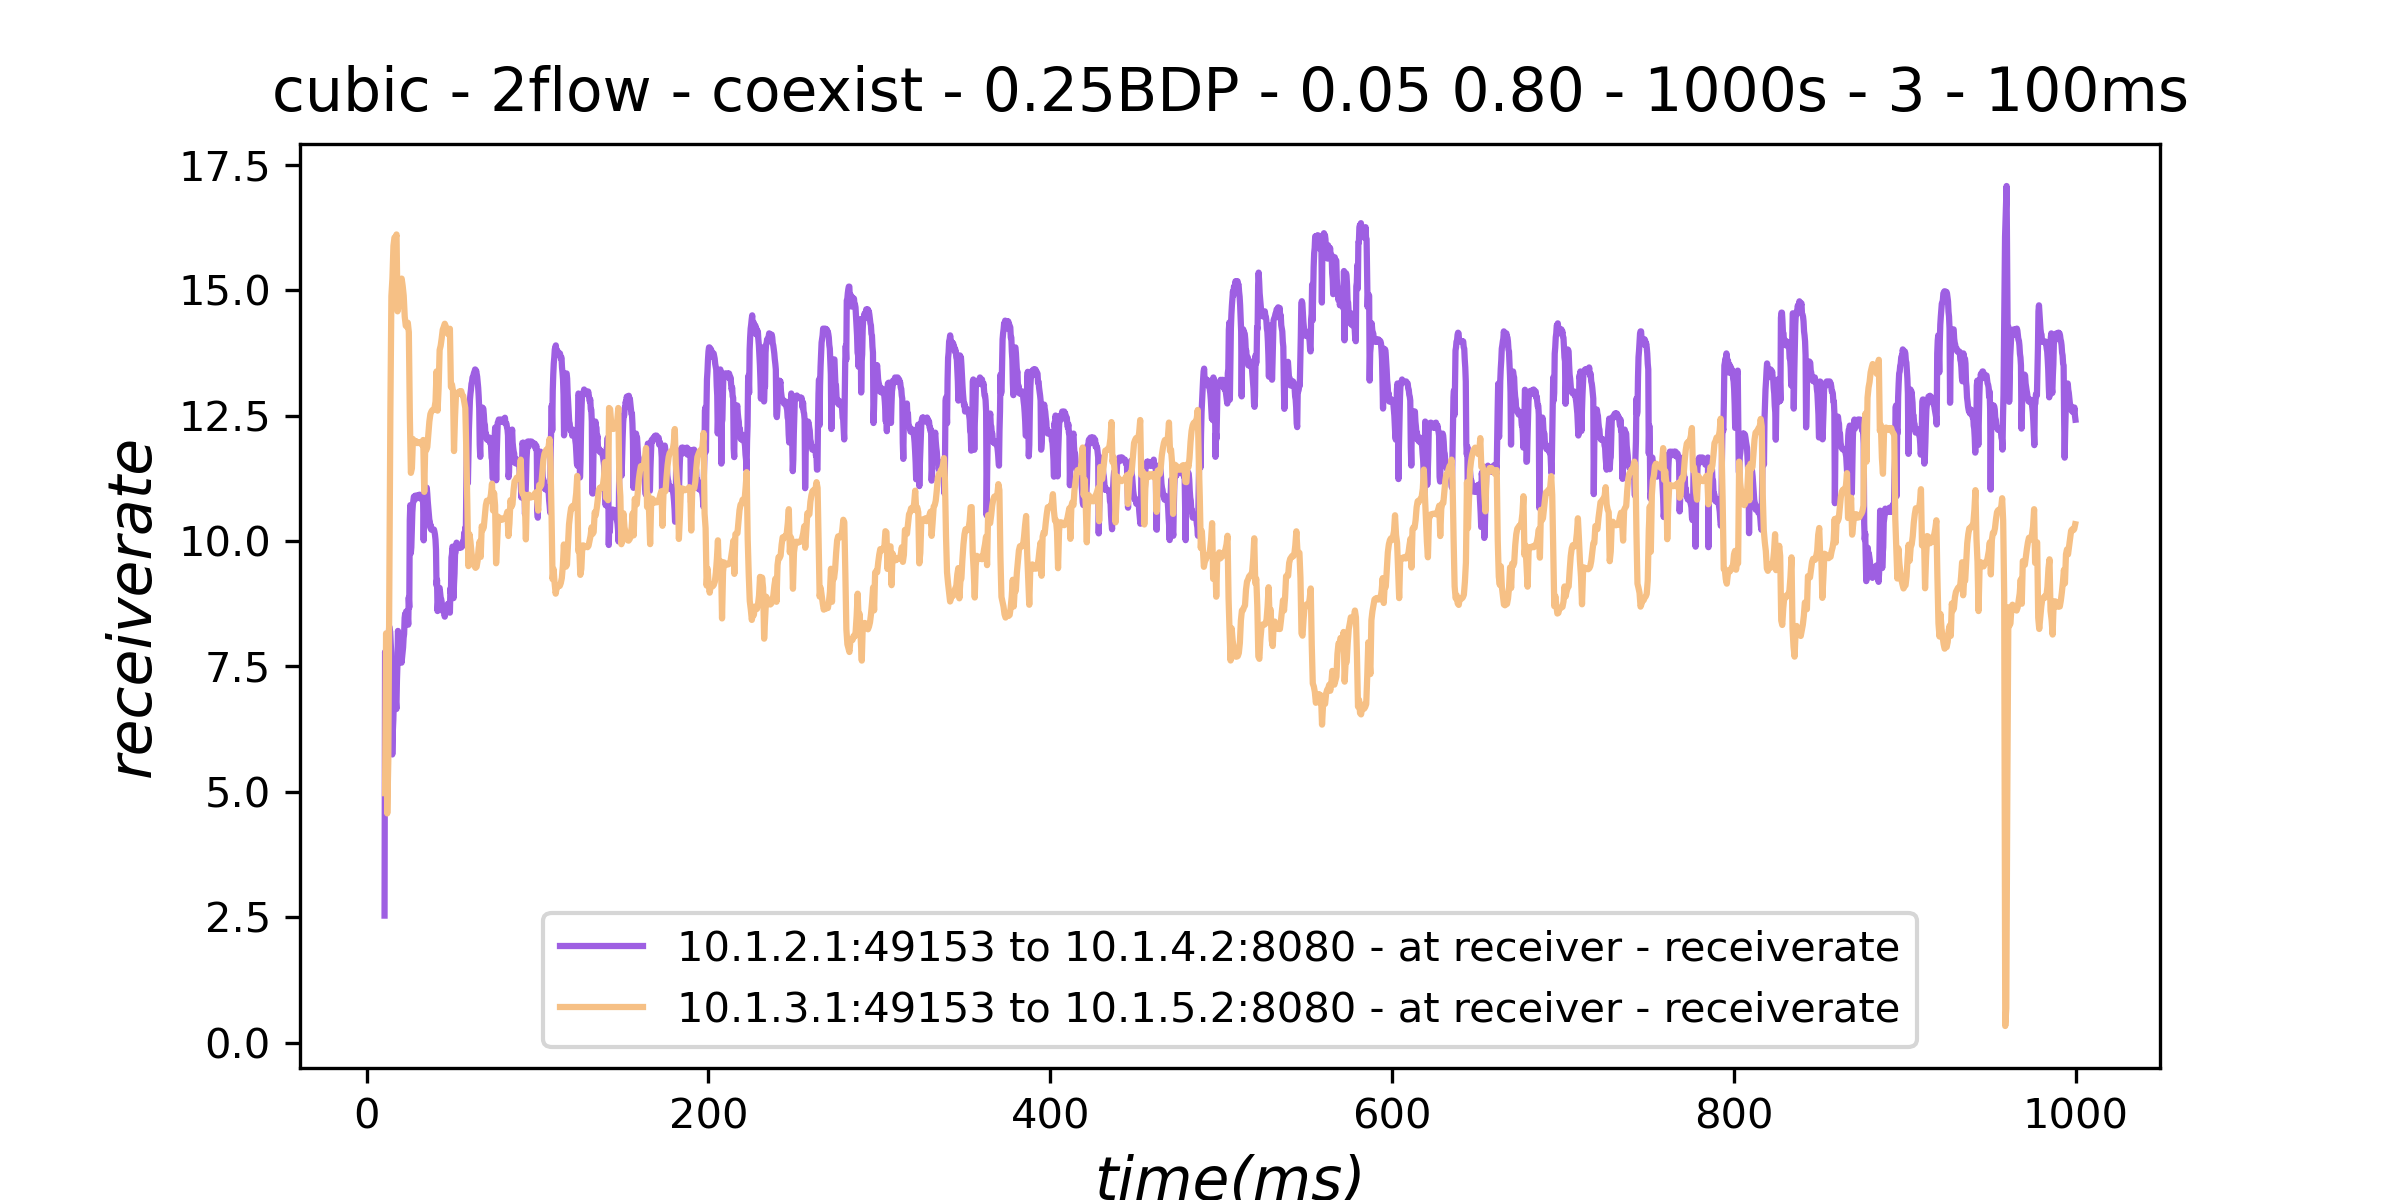 cubic - 2flow - coexist - 0.25BDP - 0.05 0.80 - 1000s - 3 - 100ms
receiverate
17.5
15.0
12.5
10.0
7.5
5.0
2.5
0.0
10.1.2.1:49153 to 10.1.4.2:8080 - at receiver - receiverate
10.1.3.1:49153 to 10.1.5.2:8080 - at receiver - receiverate
0 200 400 600 800 1000
time(ms)